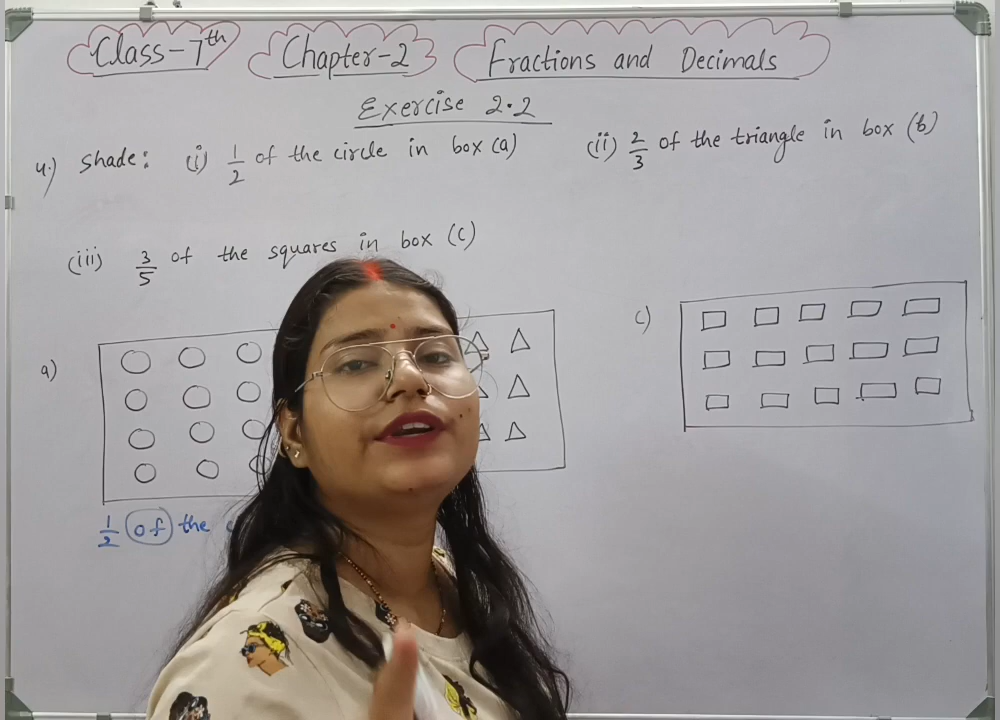 Class-7th Chapter-2 Fractions and Decimals
Exercise 2.2
4.) Shade: (i) 1/2 of the circle in box (a) (ii) 2/3 of the triangle in box (b)
(iii) 3/5 of the squares in box (c)
a) c)
1/2 of the